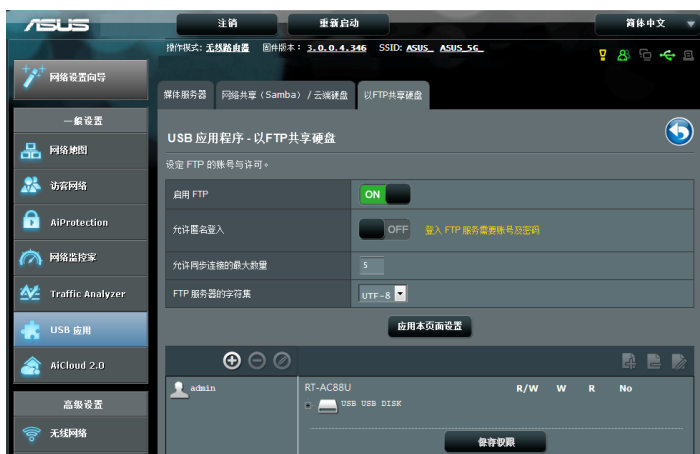 ASUS
注销
重新启动
简体中文
操作模式: 无线路由器 固件版本: 3.0.0.4.346 SSID: ASUS_ ASUS_5G_
网络设置向导
媒体服务器
网络共享（Samba）/ 云端硬盘
以FTP共享硬盘
一般设置
USB 应用程序 - 以FTP共享硬盘
网络地图
设定 FTP 的账号与许可。
访客网络
启用 FTP
ON
AiProtection
允许匿名登入
OFF
登入 FTP 服务需要账号及密码
网络监控家
允许同步连接的最大数量
5
Traffic Analyzer
FTP 服务器的字符集
UTF-8
USB 应用
应用本页面设置
AiCloud 2.0
admin
RT-AC88U
R/W W R No
USB USB DISK
高级设置
无线网络
保存权限